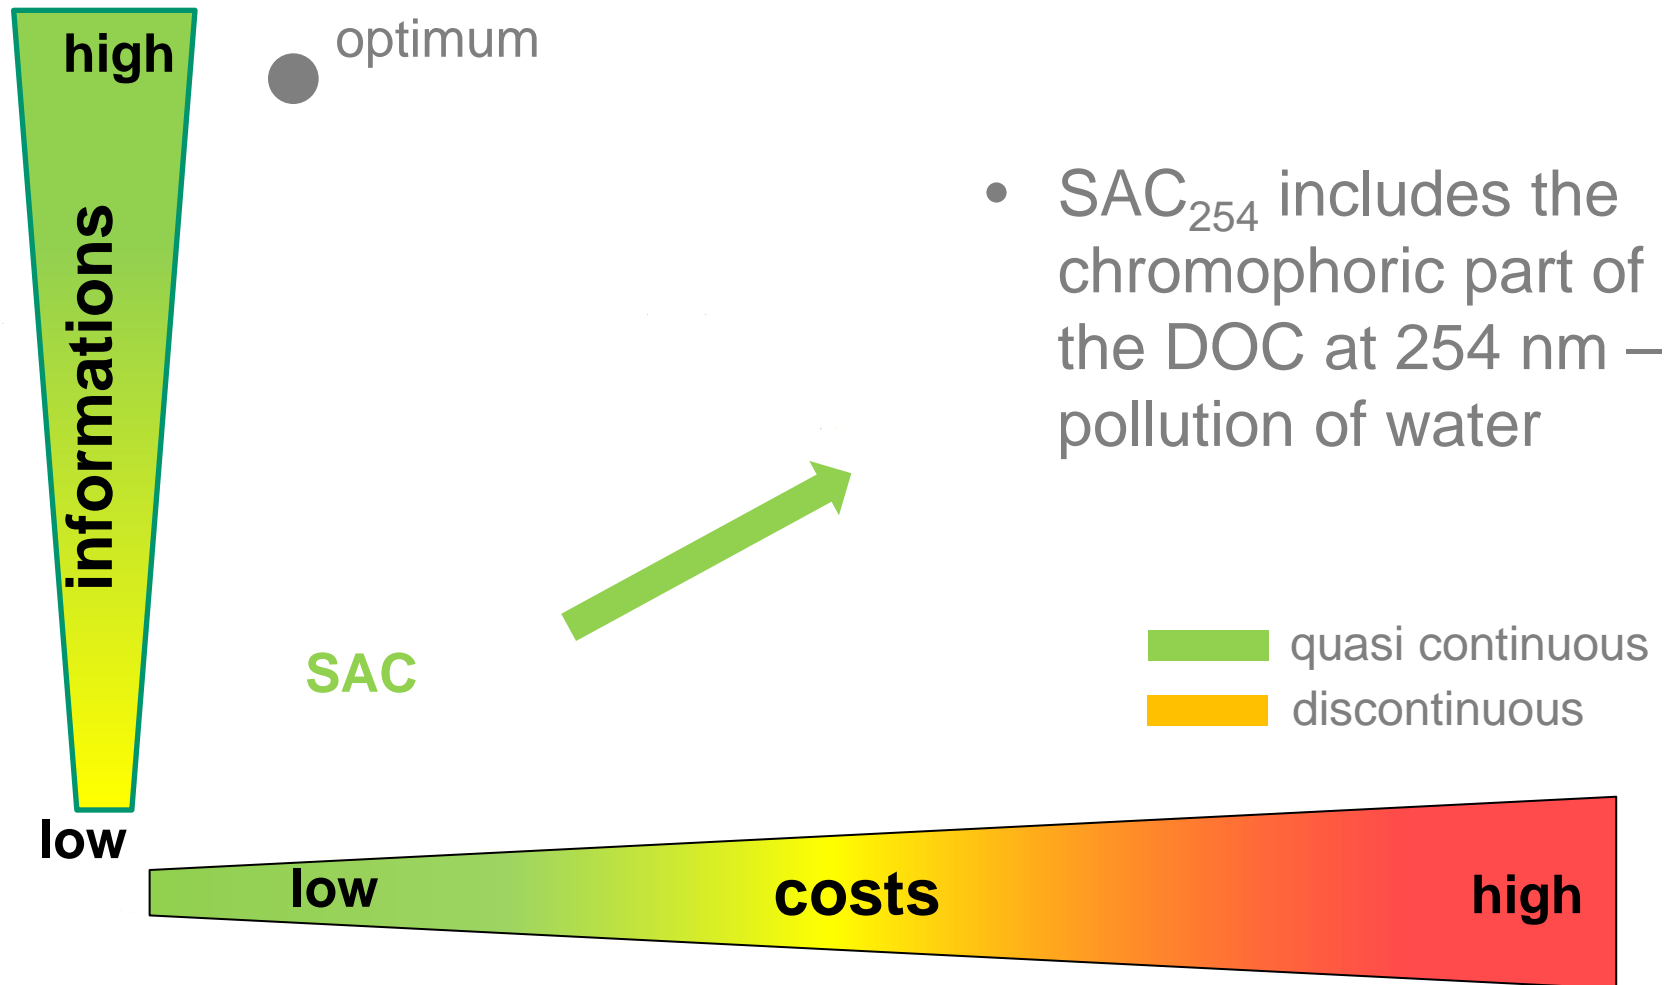 high
optimum
informations
• SAC₂₅₄ includes the
chromophoric part of
the DOC at 254 nm –
pollution of water
SAC
quasi continuous
discontinuous
low
low
costs
high